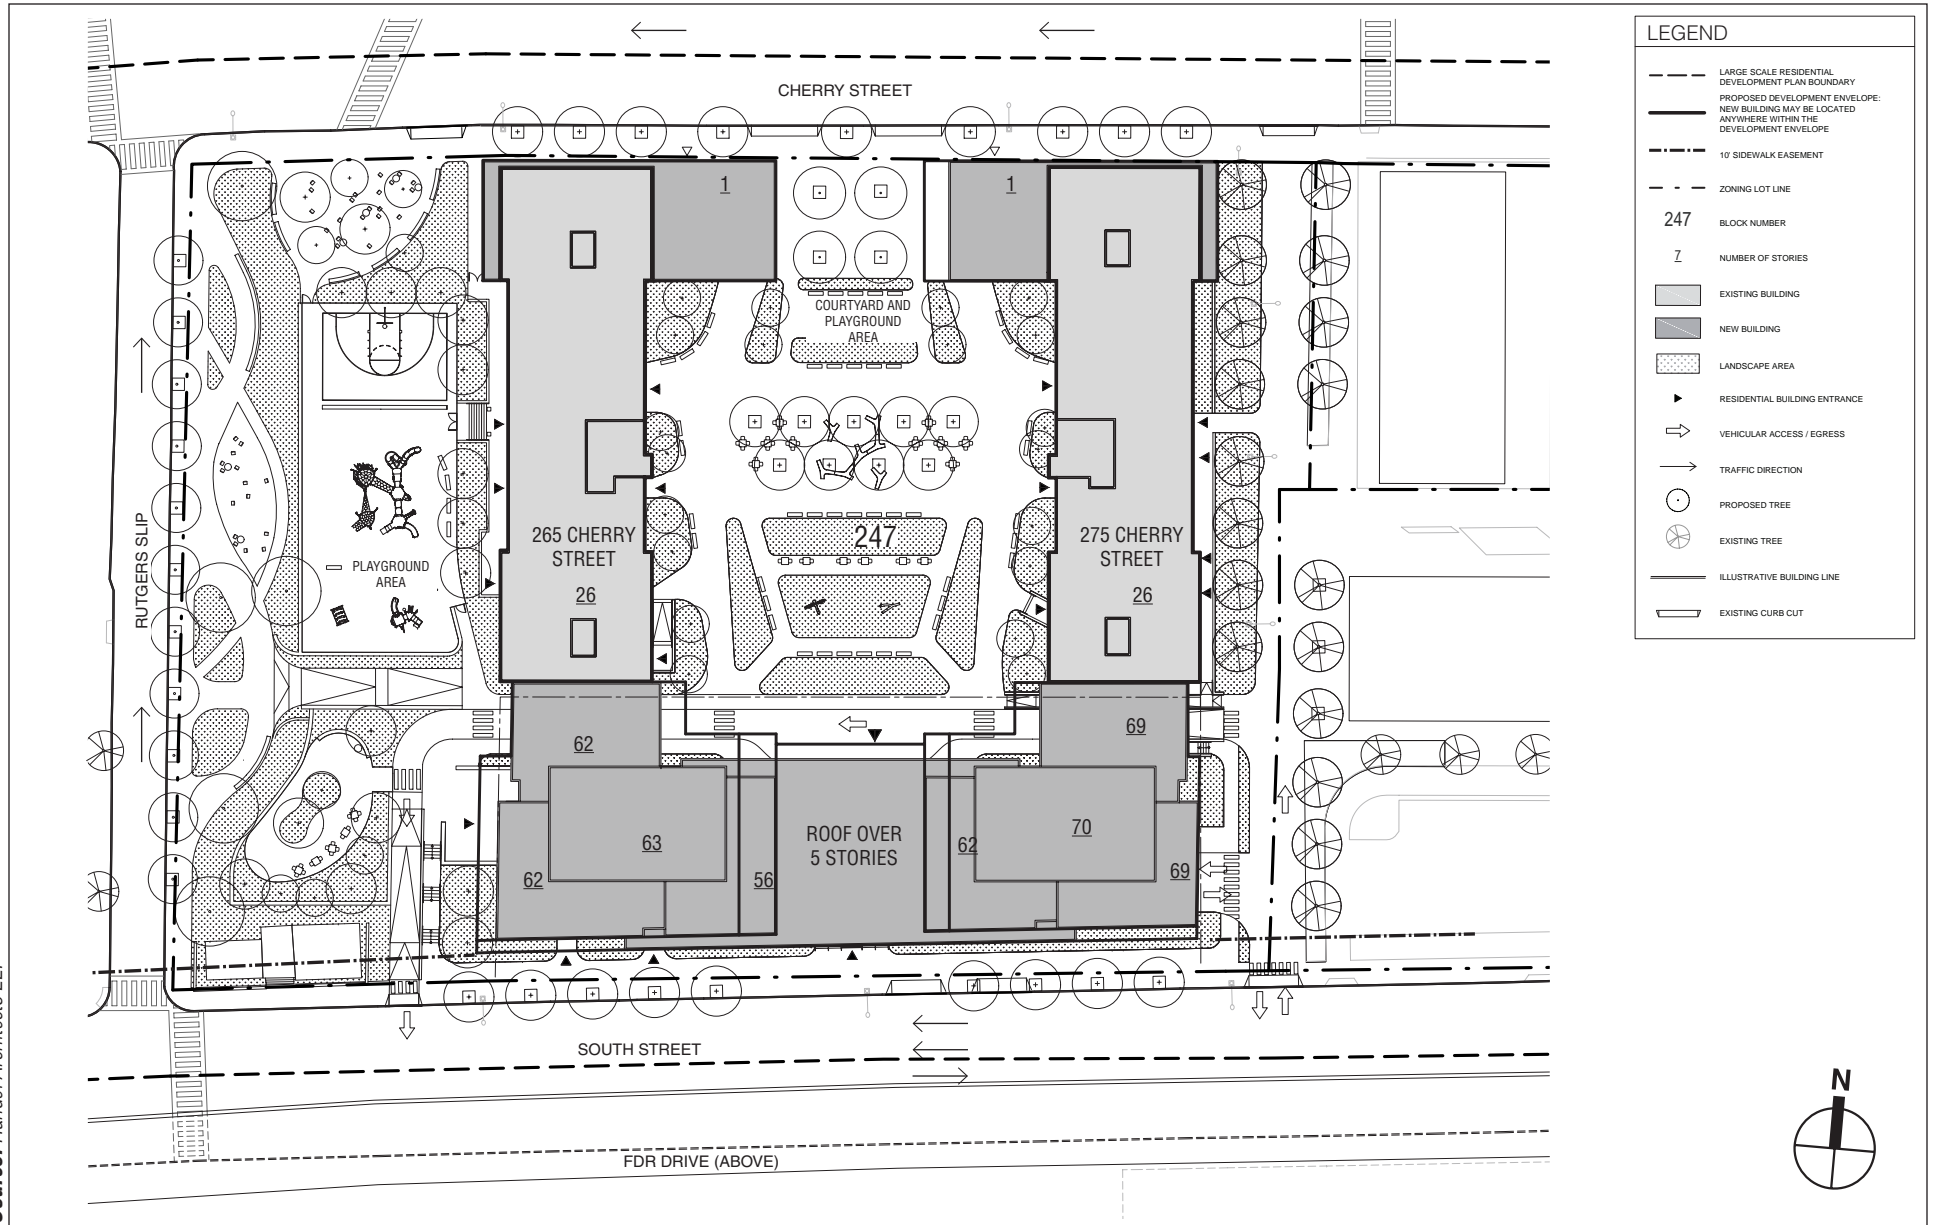 CHERRY STREET
1
1
COURTYARD AND
PLAYGROUND
AREA
265 CHERRY
STREET
26
247
275 CHERRY
STREET
26
PLAYGROUND
AREA
RUTGERS SLIP
62
69
63
ROOF OVER
5 STORIES
62
70
62
56
69
SOUTH STREET
FDR DRIVE (ABOVE)
LEGEND
LARGE SCALE RESIDENTIAL
DEVELOPMENT PLAN BOUNDARY
PROPOSED DEVELOPMENT ENVELOPE:
NEW BUILDING MAY BE LOCATED
ANYWHERE WITHIN THE
DEVELOPMENT ENVELOPE
10' SIDEWALK EASEMENT
ZONING LOT LINE
247 BLOCK NUMBER
7 NUMBER OF STORIES
EXISTING BUILDING
NEW BUILDING
LANDSCAPE AREA
RESIDENTIAL BUILDING ENTRANCE
VEHICULAR ACCESS / EGRESS
TRAFFIC DIRECTION
PROPOSED TREE
EXISTING TREE
ILLUSTRATIVE BUILDING LINE
EXISTING CURB CUT
N